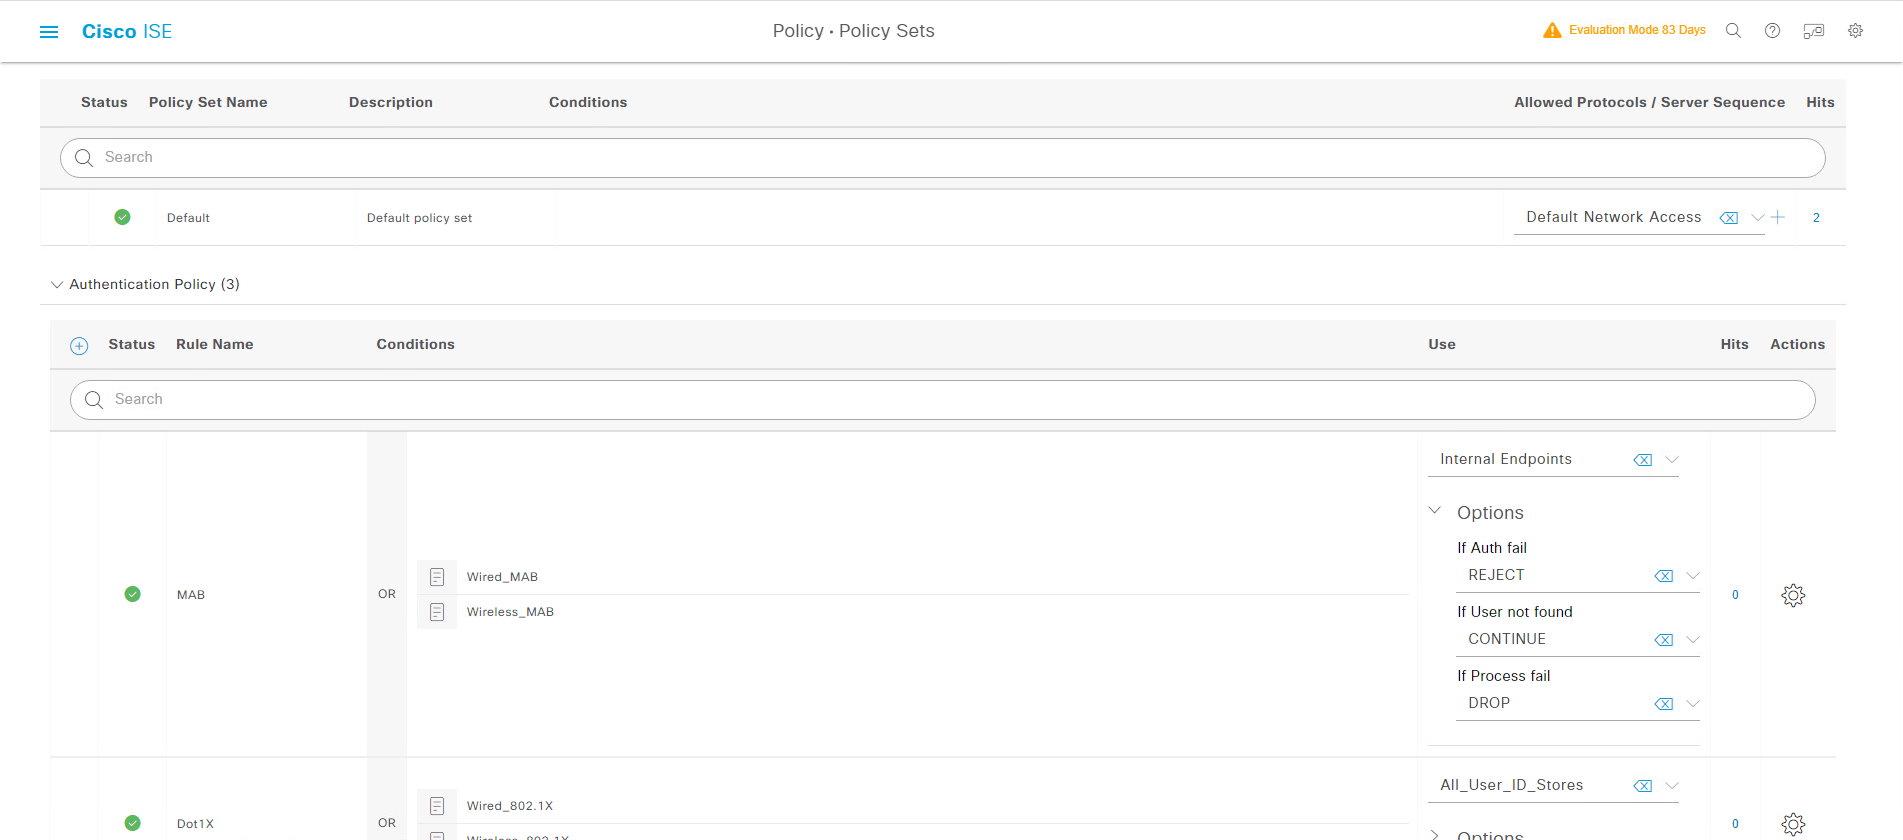 Cisco ISE
Policy • Policy Sets
Evaluation Mode 83 Days
Status Policy Set Name Description Conditions Allowed Protocols / Server Sequence Hits
Search
Default Default policy set Default Network Access 2
Authentication Policy (3)
Status Rule Name Conditions Use Hits Actions
Search
Internal Endpoints
Options
If Auth fail
REJECT
MAB OR Wired_MAB
Wireless_MAB
0
If User not found
CONTINUE
If Process fail
DROP
All_User_ID_Stores
Dot1X OR Wired_802.1X
Wireless_802.1X
0
Options